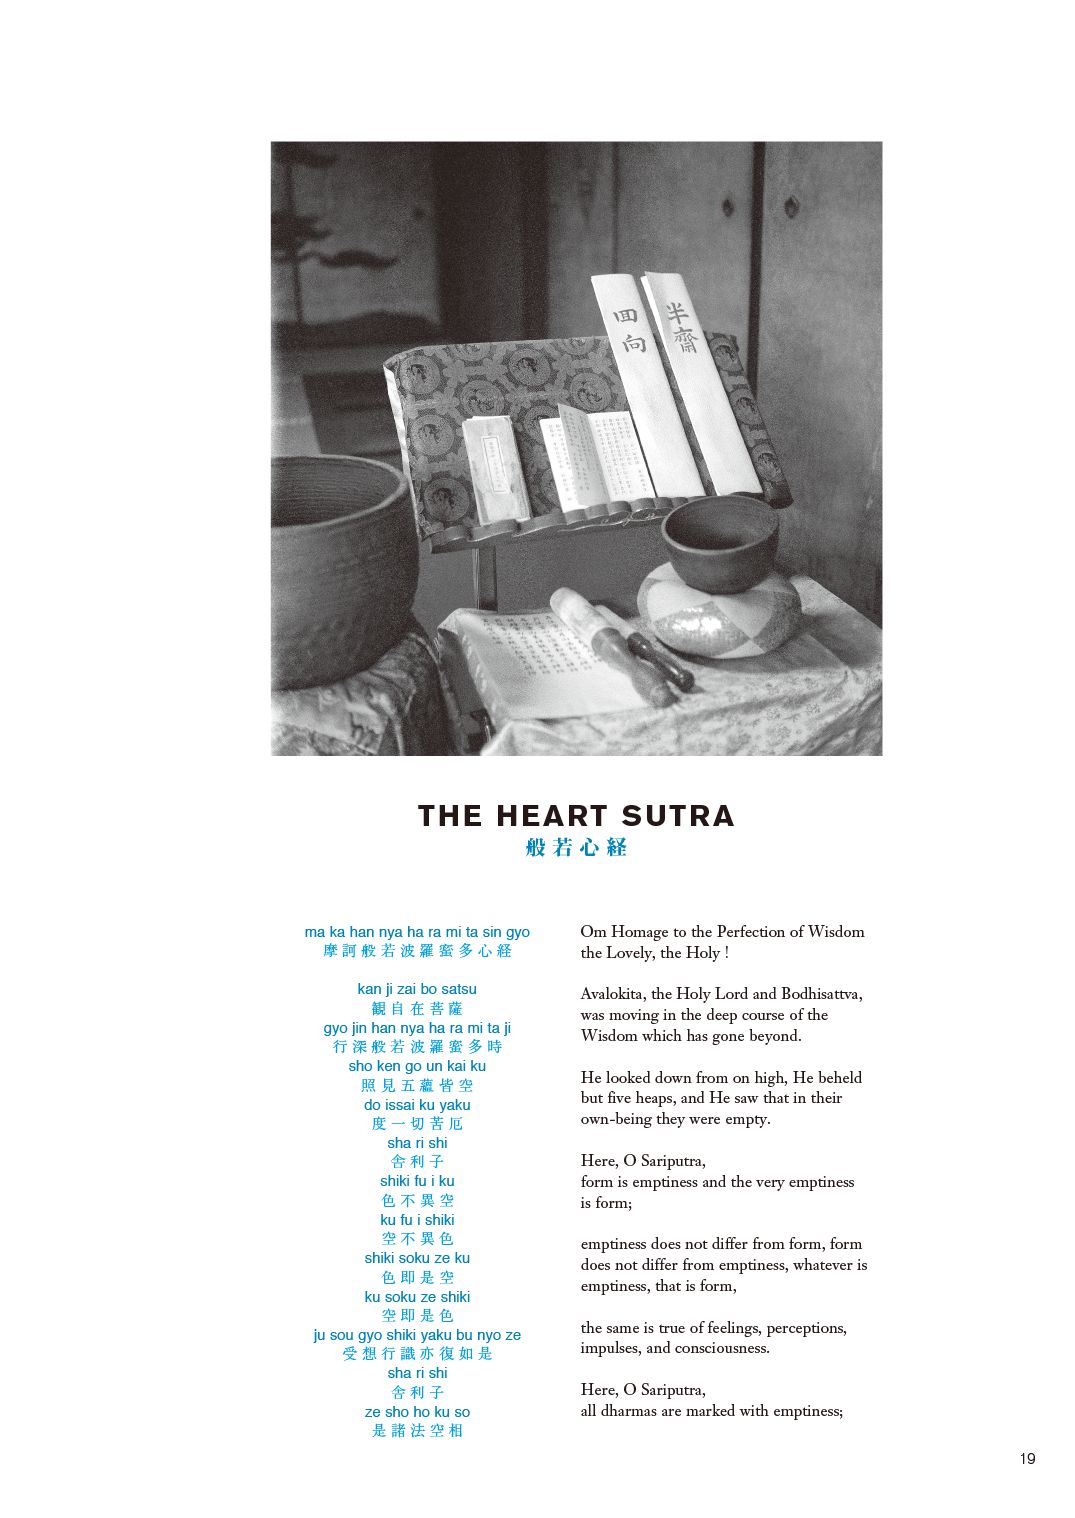 回向
半齋
THE HEART SUTRA
般若心経
ma ka han nya ha ra mi ta sin gyo
摩訶般若波羅蜜多心経
kan ji zai bo satsu
観自在菩薩
gyo jin han nya ha ra mi ta ji
行深般若波羅蜜多時
sho ken go un kai ku
照見五蘊皆空
do issai ku yaku
度一切苦厄
sha ri shi
舎利子
shiki fu i ku
色不異空
ku fu i shiki
空不異色
shiki soku ze ku
色即是空
ku soku ze shiki
空即是色
ju sou gyo shiki yaku bu nyo ze
受想行識亦復如是
sha ri shi
舎利子
ze sho ho ku so
是諸法空相
Om Homage to the Perfection of Wisdom
the Lovely, the Holy !
Avalokita, the Holy Lord and Bodhisattva,
was moving in the deep course of the
Wisdom which has gone beyond.
He looked down from on high, He beheld
but five heaps, and He saw that in their
own-being they were empty.
Here, O Sariputra,
form is emptiness and the very emptiness
is form;
emptiness does not differ from form, form
does not differ from emptiness, whatever is
emptiness, that is form,
the same is true of feelings, perceptions,
impulses, and consciousness.
Here, O Sariputra,
all dharmas are marked with emptiness;
19